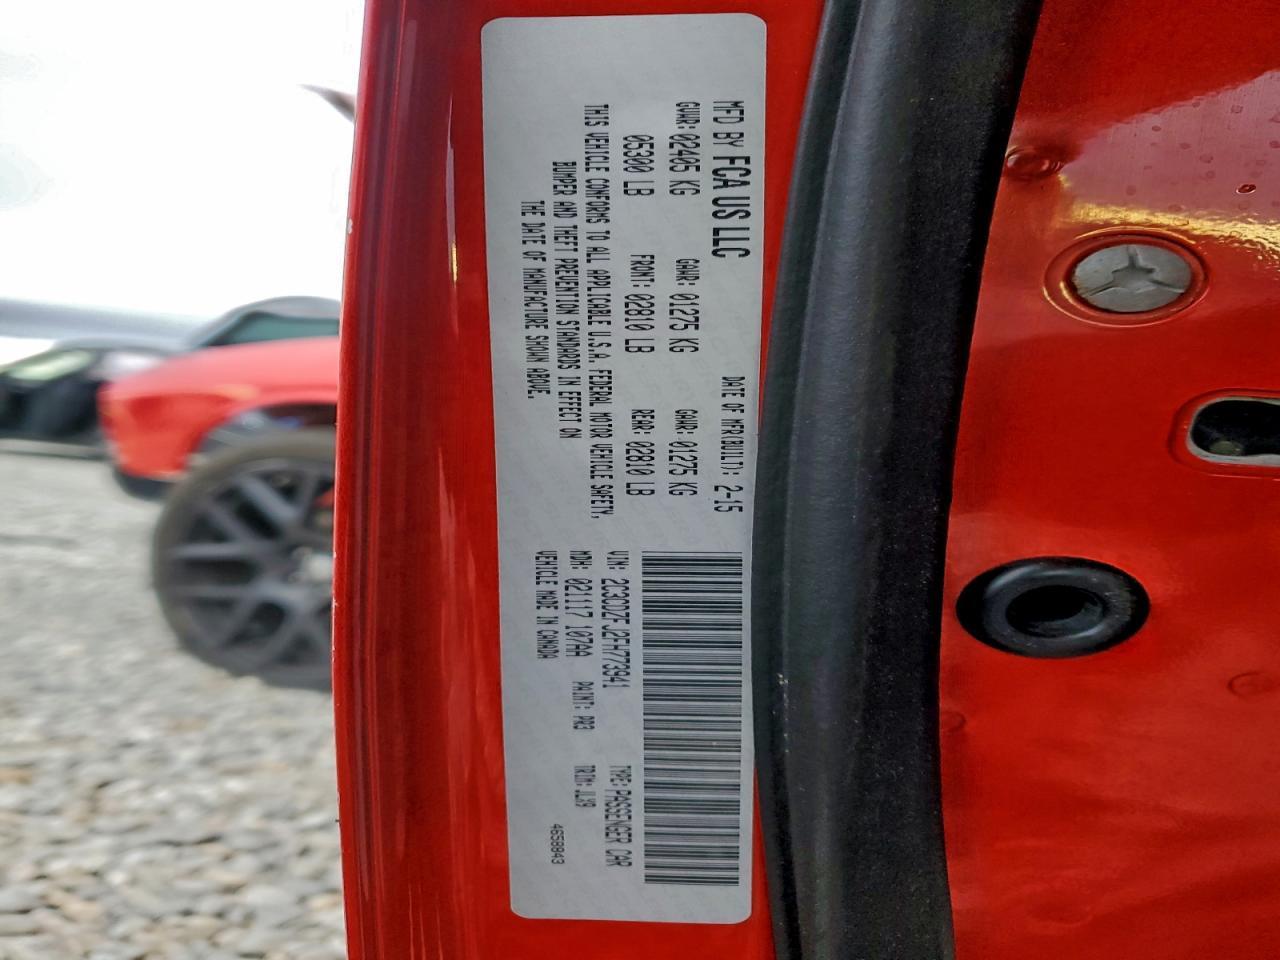 MFD BY FCA US LLC
DATE OF MFR(BUILT): 2-15
GVWR: 02405 KG GAWR: 01275 KG GAWR: 01275 KG
05300 LB FRONT: 02810 LB REAR: 02810 LB
THIS VEHICLE CONFORMS TO ALL APPLICABLE U.S.A. FEDERAL MOTOR VEHICLE SAFETY,
BUMPER AND THEFT PREVENTION STANDARDS IN EFFECT ON
THE DATE OF MANUFACTURE SHOWN ABOVE.
VIN: 2C3CDZFJ2FH773941 TYPE: PASSENGER CAR
MDH: 021117 107AA PAINT: PR3 TRIM: JLX9
VEHICLE MADE IN CANADA
4658843